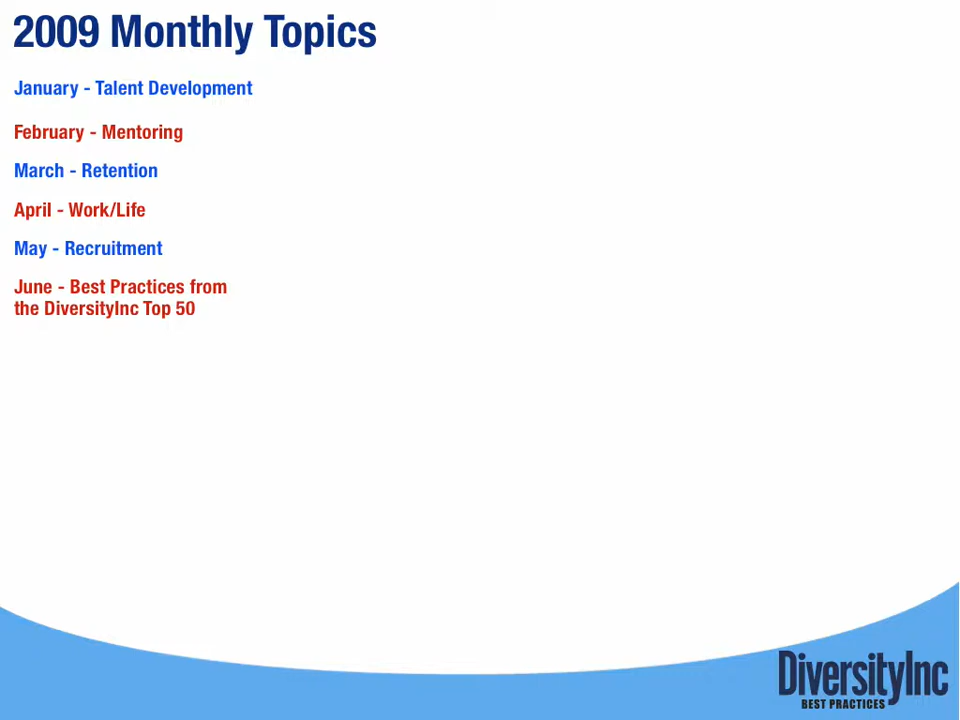 2009 Monthly Topics
January - Talent Development
February - Mentoring
March - Retention
April - Work/Life
May - Recruitment
June - Best Practices from
the DiversityInc Top 50
DiversityInc
BEST PRACTICES